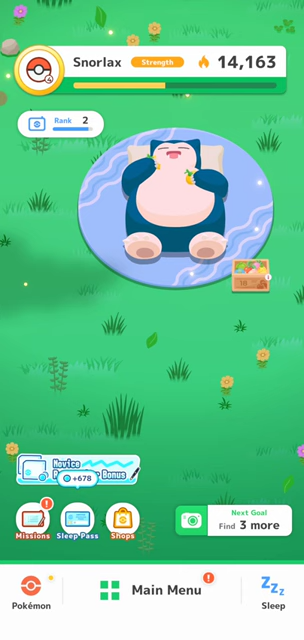 Snorlax
Strength
14,163
Rank 2
Novice
Bonus
+678
Missions
Sleep Pass
Shops
Next Goal
Find 3 more
Pokémon
Main Menu
Zzz
Sleep